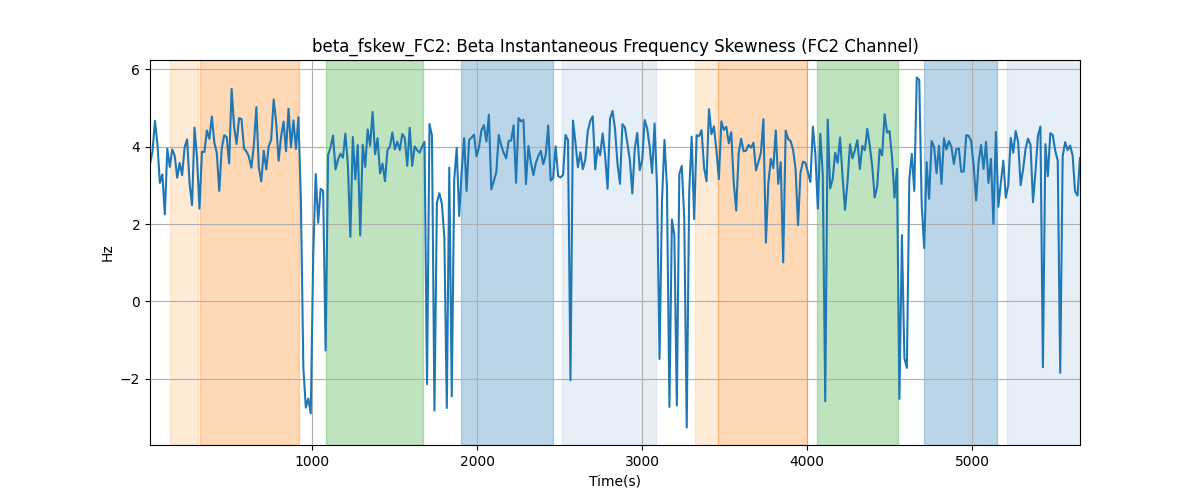 beta_fskew_FC2: Beta Instantaneous Frequency Skewness (FC2 Channel)
6
4
2
0
−2
Hz
1000 2000 3000 4000 5000
Time(s)